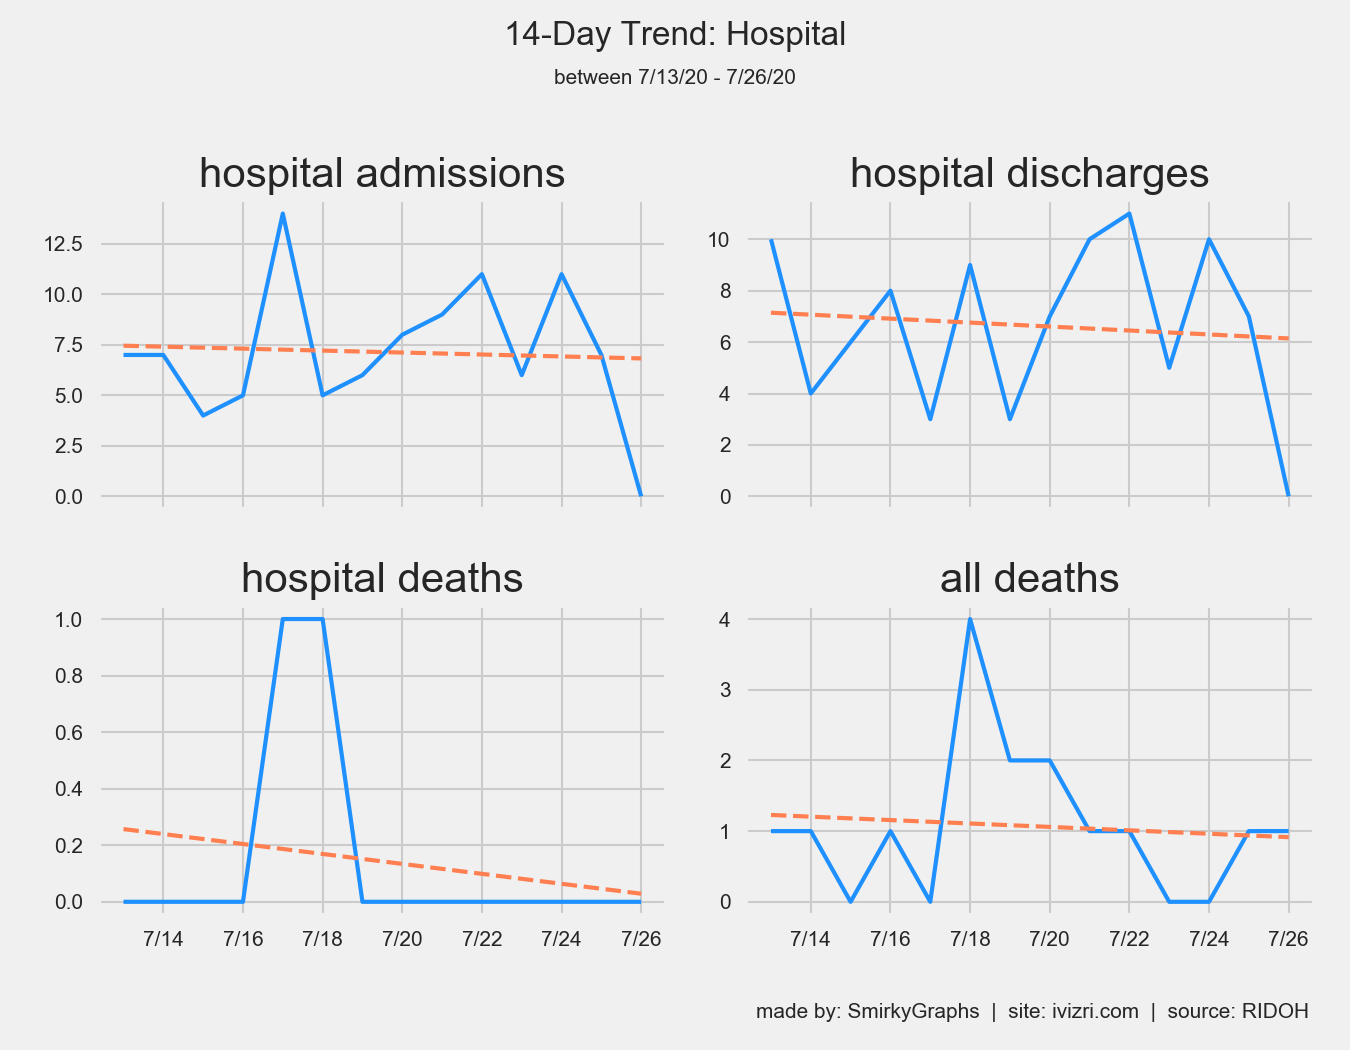 14-Day Trend: Hospital
between 7/13/20 - 7/26/20
hospital admissions
12.5
10.0
7.5
5.0
2.5
0.0
hospital discharges
10
8
6
4
2
0
hospital deaths
1.0
0.8
0.6
0.4
0.2
0.0
7/14 7/16 7/18 7/20 7/22 7/24 7/26
all deaths
4
3
2
1
0
7/14 7/16 7/18 7/20 7/22 7/24 7/26
made by: SmirkyGraphs | site: ivizri.com | source: RIDOH